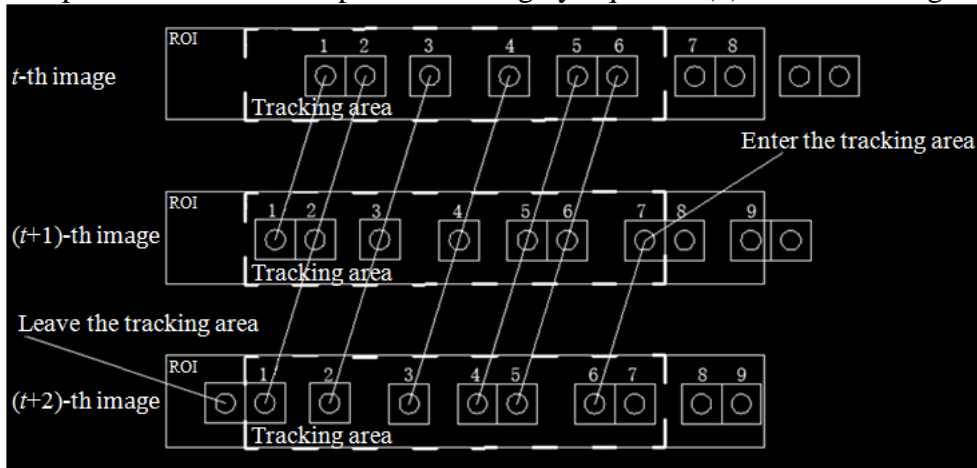 ROI
1 2 3 4 5 6 7 8
t-th image
Tracking area
Enter the tracking area
ROI
1 2 3 4 5 6 7 8 9
(t+1)-th image
Tracking area
Leave the tracking area
ROI
1 2 3 4 5 6 7 8 9
(t+2)-th image
Tracking area